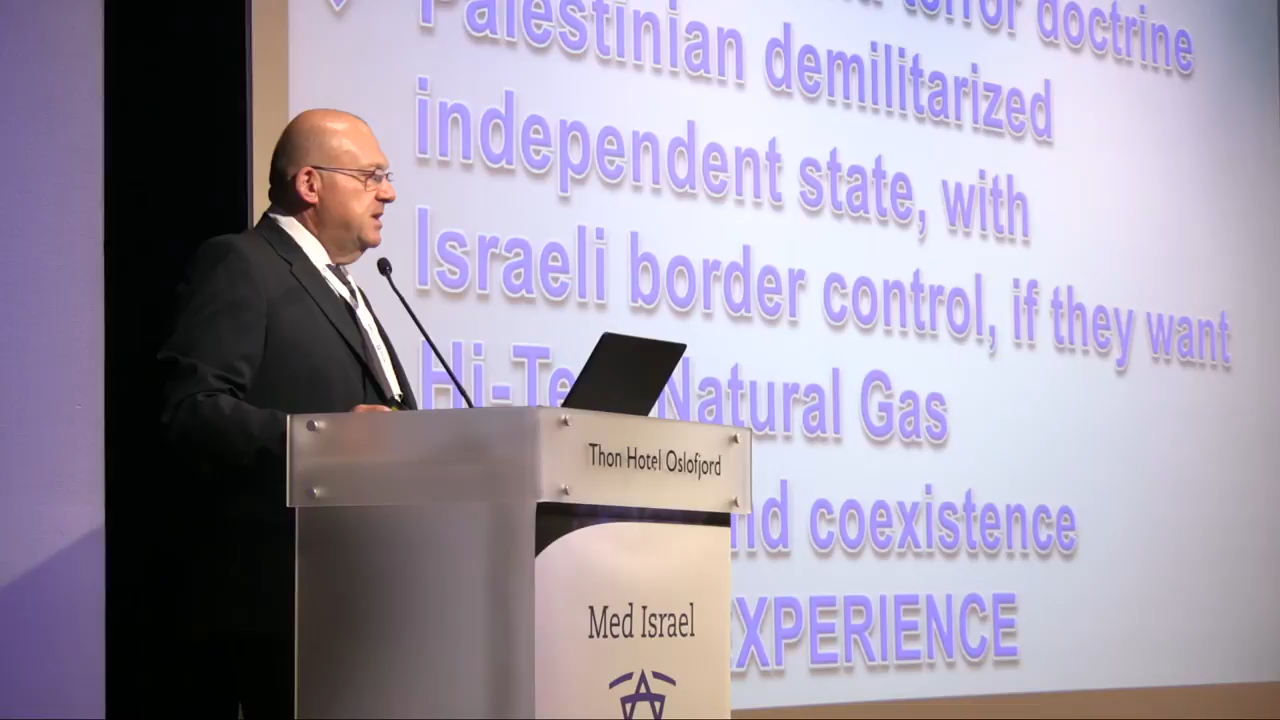 terror doctrine
Palestinian demilitarized
independent state, with
Israeli border control, if they want
Natural Gas
coexistence
Thon Hotel Oslofjord
Med Israel